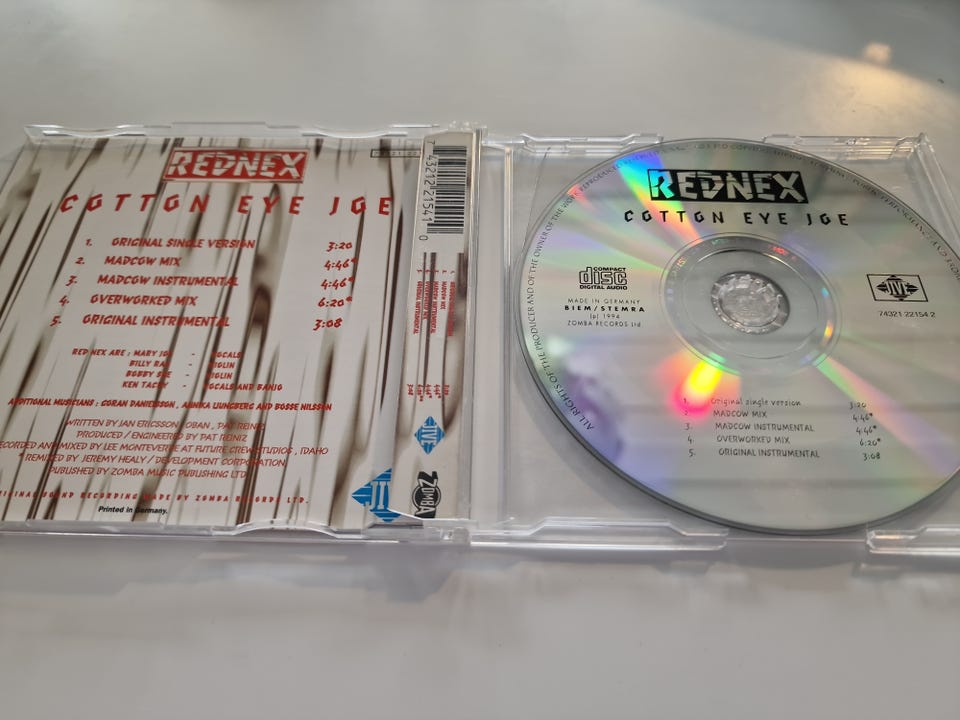 REDNEX
COTTON EYE JOE
1. ORIGINAL SINGLE VERSION 3:20
2. MADCOW MIX 4:46*
3. MADCOW INSTRUMENTAL 4:46*
4. OVERWORKED MIX 6:20*
5. ORIGINAL INSTRUMENTAL 3:08
REDNEX ARE : MARY JOE - VOCALS
BILLY RAY - VIOLIN
BOBBY SUE - VIOLIN
KEN TACKY - VOCALS AND BANJO
ADDITIONAL MUSICIANS : GORAN DANIELSSON, ANNIKA LJUNGBERG AND BOSSE NILSSON
WRITTEN BY JAN ERICSSON, OBAN, PAT REINIZ
PRODUCED / ENGINEERED BY PAT REINIZ
RECORDED AND MIXED BY LEE MONTEVERDE AT FUTURE CREW STUDIOS, IDAHO
* REMIXED BY JEREMY HEALY / DEVELOPMENT CORPORATION
PUBLISHED BY ZOMBA MUSIC PUBLISHING LTD
ORIGINAL SOUND RECORDING MADE BY ZOMBA RECORDS LTD.
Printed in Germany.
7 43212 21541 0
JIVE
ZOMBA
REDNEX
COTTON EYE JOE
COMPACT
disc
DIGITAL AUDIO
MADE IN GERMANY
BIEM/STEMRA
(p) 1994
ZOMBA RECORDS Ltd
JIVE
74321 22154 2
1. Original single version 3:20
2. MADCOW MIX 4:46*
3. MADCOW INSTRUMENTAL 4:46*
4. OVERWORKED MIX 6:20*
5. ORIGINAL INSTRUMENTAL 3:08
ALL RIGHTS OF THE PRODUCER AND OF THE OWNER OF THE WORK REPRODUCED RESERVED